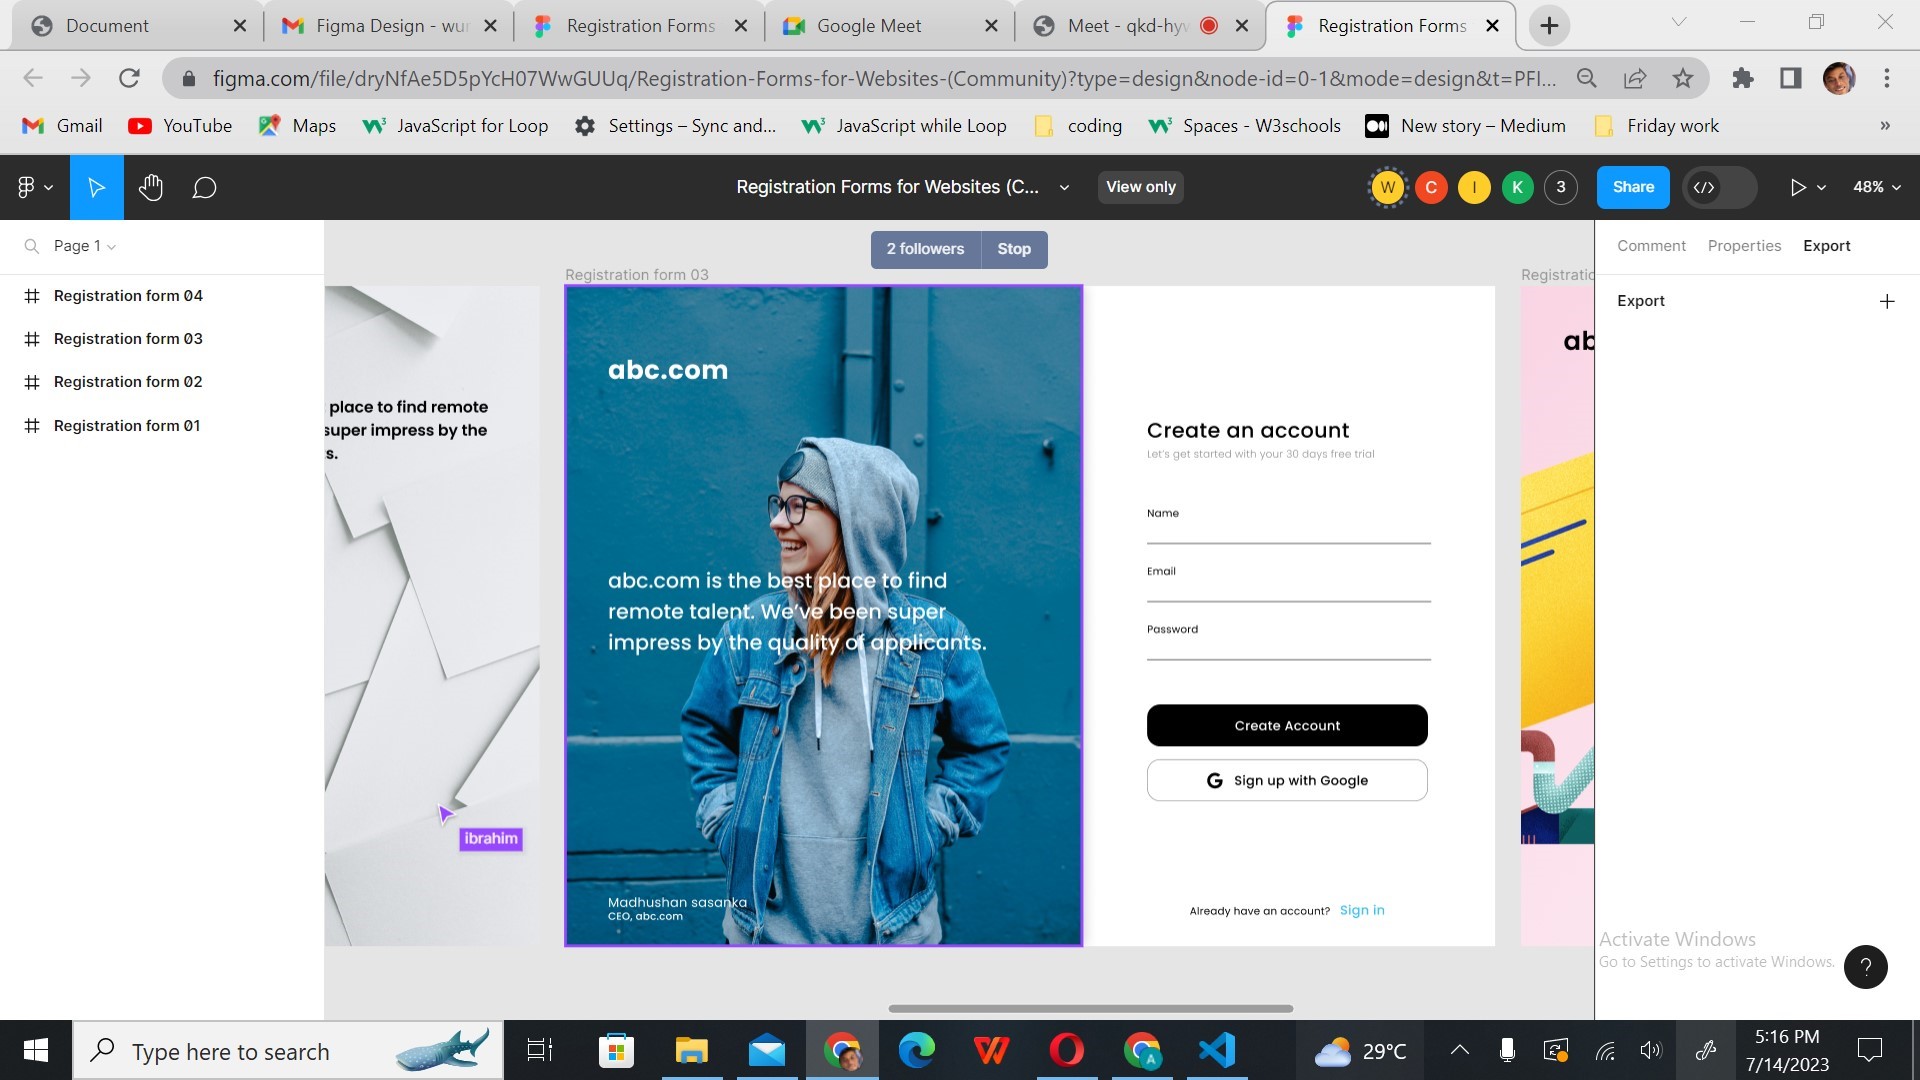 Document
Figma Design - wur
Registration Forms
Google Meet
Meet - qkd-hyw
Registration Forms
figma.com/file/dryNfAe5D5pYcH07WwGUUq/Registration-Forms-for-Websites-(Community)?type=design&node-id=0-1&mode=design&t=PFI...
Gmail
YouTube
Maps
JavaScript for Loop
Settings – Sync and...
JavaScript while Loop
coding
Spaces - W3schools
New story – Medium
Friday work
»
Registration Forms for Websites (C...
View only
W
C
I
K
3
Share
</>
48%
Page 1
Registration form 04
Registration form 03
Registration form 02
Registration form 01
2 followers
Stop
Registration form 03
Registratio
place to find remote
super impress by the
s.
ibrahim
abc.com
abc.com is the best place to find
remote talent. We’ve been super
impress by the quality of applicants.
Madhushan sasanka
CEO, abc.com
Create an account
Let’s get started with your 30 days free trial
Name
Email
Password
Create Account
G Sign up with Google
Already have an account? Sign in
ab
Comment
Properties
Export
Export
Activate Windows
Go to Settings to activate Windows.
?
Type here to search
A
29°C
5:16 PM
7/14/2023